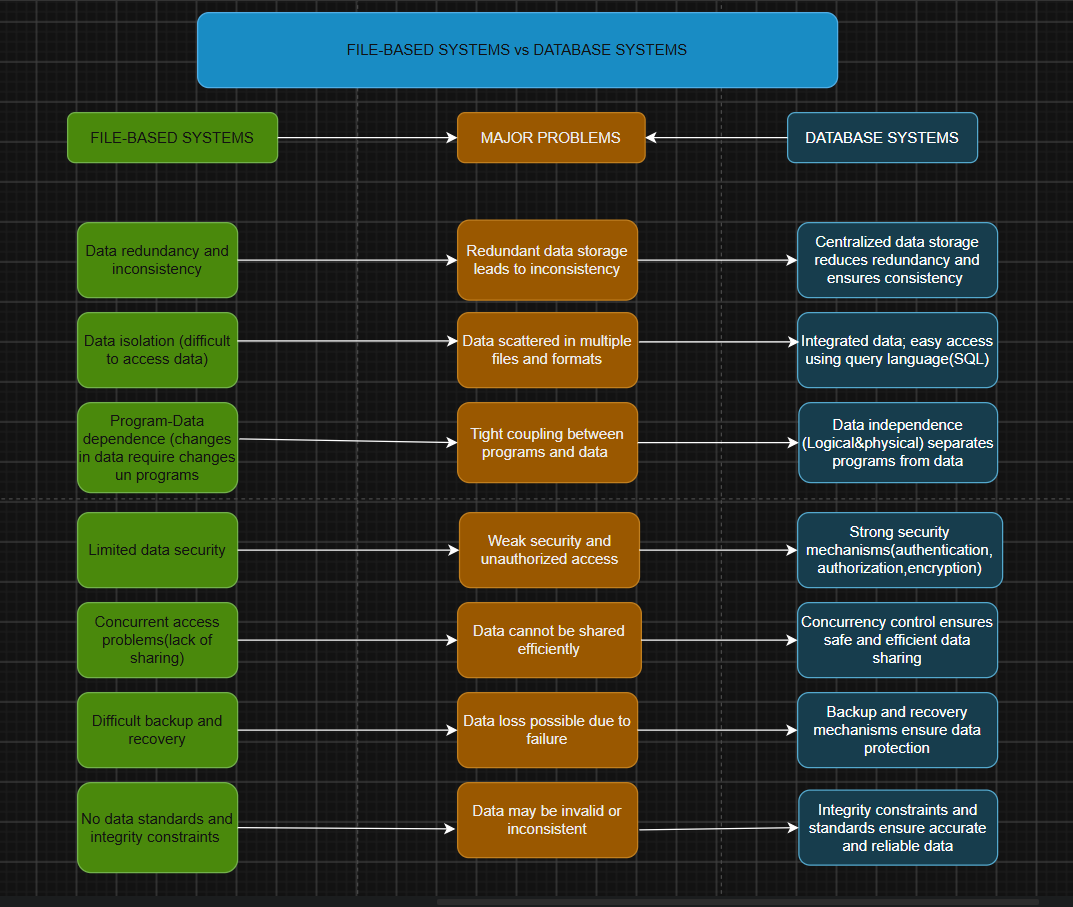 FILE-BASED SYSTEMS vs DATABASE SYSTEMS
FILE-BASED SYSTEMS
MAJOR PROBLEMS
DATABASE SYSTEMS
Data redundancy and
inconsistency
Redundant data storage
leads to inconsistency
Centralized data storage
reduces redundancy and
ensures consistency
Data isolation (difficult
to access data)
Data scattered in multiple
files and formats
Integrated data; easy access
using query language(SQL)
Program-Data
dependence (changes
in data require changes
un programs
Tight coupling between
programs and data
Data independence
(Logical&physical) separates
programs from data
Limited data security
Weak security and
unauthorized access
Strong security
mechanisms(authentication,
authorization,encryption)
Concurrent access
problems(lack of
sharing)
Data cannot be shared
efficiently
Concurrency control ensures
safe and efficient data
sharing
Difficult backup and
recovery
Data loss possible due to
failure
Backup and recovery
mechanisms ensure data
protection
No data standards and
integrity constraints
Data may be invalid or
inconsistent
Integrity constraints and
standards ensure accurate
and reliable data